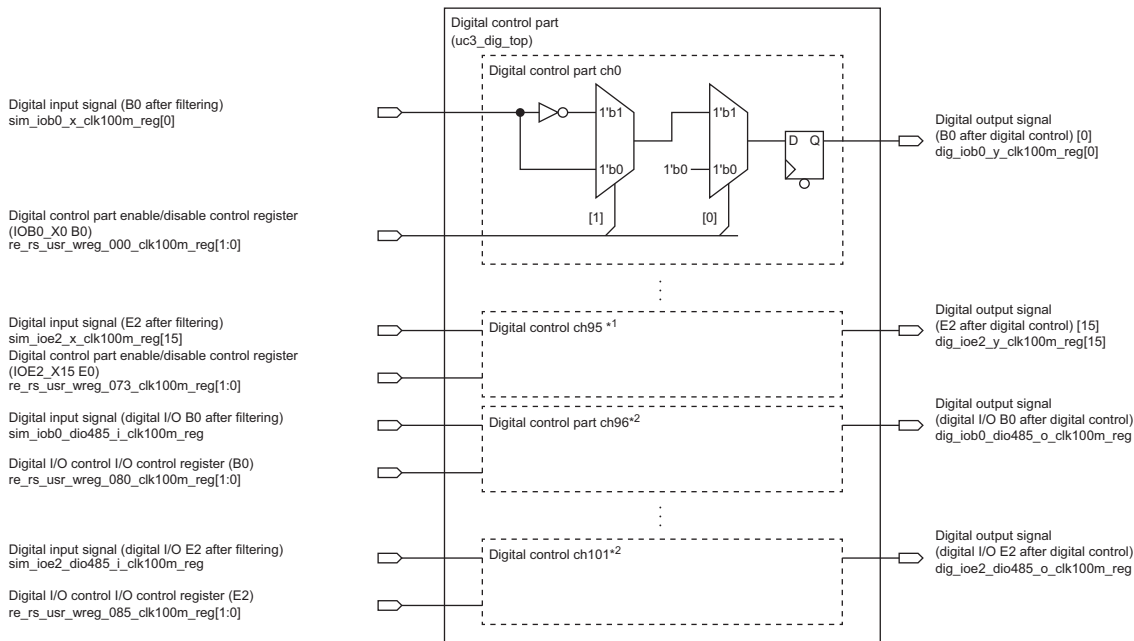 Digital control part
(uc3_dig_top)
Digital control part ch0
Digital input signal (B0 after filtering)
sim_iob0_x_clk100m_reg[0]
1'b1
1'b1
D Q
1'b0
1'b0
1'b0
Digital output signal
(B0 after digital control) [0]
dig_iob0_y_clk100m_reg[0]
Digital control part enable/disable control register
(IOB0_X0 B0)
re_rs_usr_wreg_000_clk100m_reg[1:0]
[1]
[0]
Digital input signal (E2 after filtering)
sim_ioe2_x_clk100m_reg[15]
Digital control part enable/disable control register
(IOE2_X15 E0)
re_rs_usr_wreg_073_clk100m_reg[1:0]
Digital control ch95 *1
Digital output signal
(E2 after digital control) [15]
dig_ioe2_y_clk100m_reg[15]
Digital input signal (digital I/O B0 after filtering)
sim_iob0_dio485_i_clk100m_reg
Digital I/O control I/O control register (B0)
re_rs_usr_wreg_080_clk100m_reg[1:0]
Digital control part ch96*2
Digital output signal
(digital I/O B0 after digital control)
dig_iob0_dio485_o_clk100m_reg
Digital input signal (digital I/O E2 after filtering)
sim_ioe2_dio485_i_clk100m_reg
Digital I/O control I/O control register (E2)
re_rs_usr_wreg_085_clk100m_reg[1:0]
Digital control ch101*2
Digital output signal
(digital I/O E2 after digital control)
dig_ioe2_dio485_o_clk100m_reg